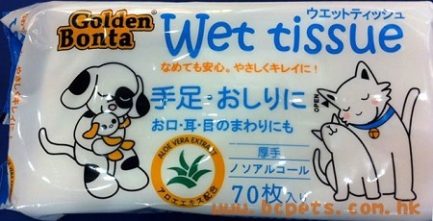 Golden Bonta®
Wet tissue
ウエットティッシュ
なめても安心。やさしくキレイに！
手足・おしりに
お口・耳・目のまわりにも
OPEN
ALOE VERA EXTRACT
アロエエキス配合
厚手
ノンアルコール
70枚入り
www.bcpets.com.hk